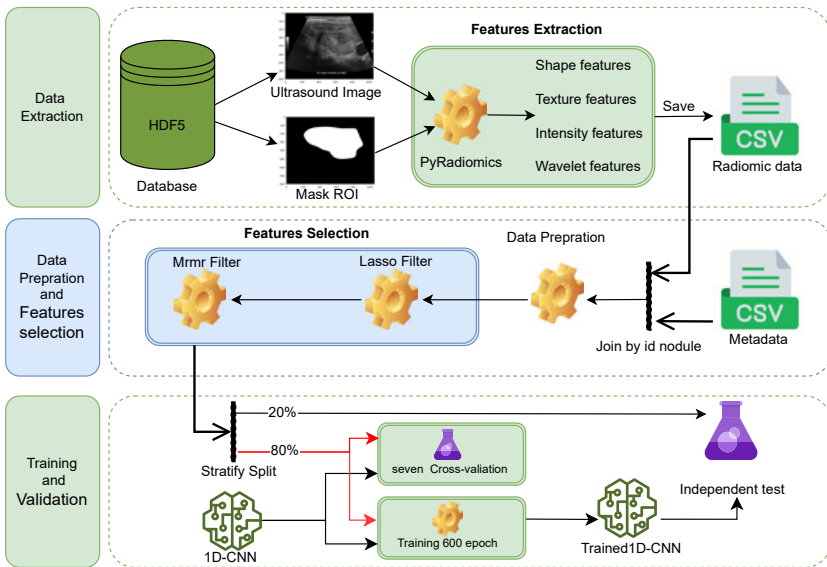 Data
Extraction
HDF5
Database
Ultrasound Image
Mask ROI
Features Extraction
PyRadiomics
Shape features
Texture features
Intensity features
Wavelet features
Save
CSV
Radiomic data
Data
Prepration
and
Features
selection
Features Selection
Mrmr Filter
Lasso Filter
Data Prepration
Join by id nodule
CSV
Metadata
Training
and
Validation
Stratify Split
20%
80%
seven Cross-valiation
1D-CNN
Training 600 epoch
Trained1D-CNN
Independent test